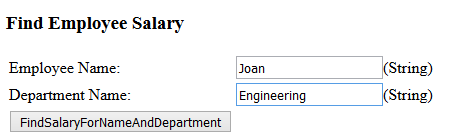 Find Employee Salary
Employee Name: Joan (String)
Department Name: Engineering (String)
FindSalaryForNameAndDepartment